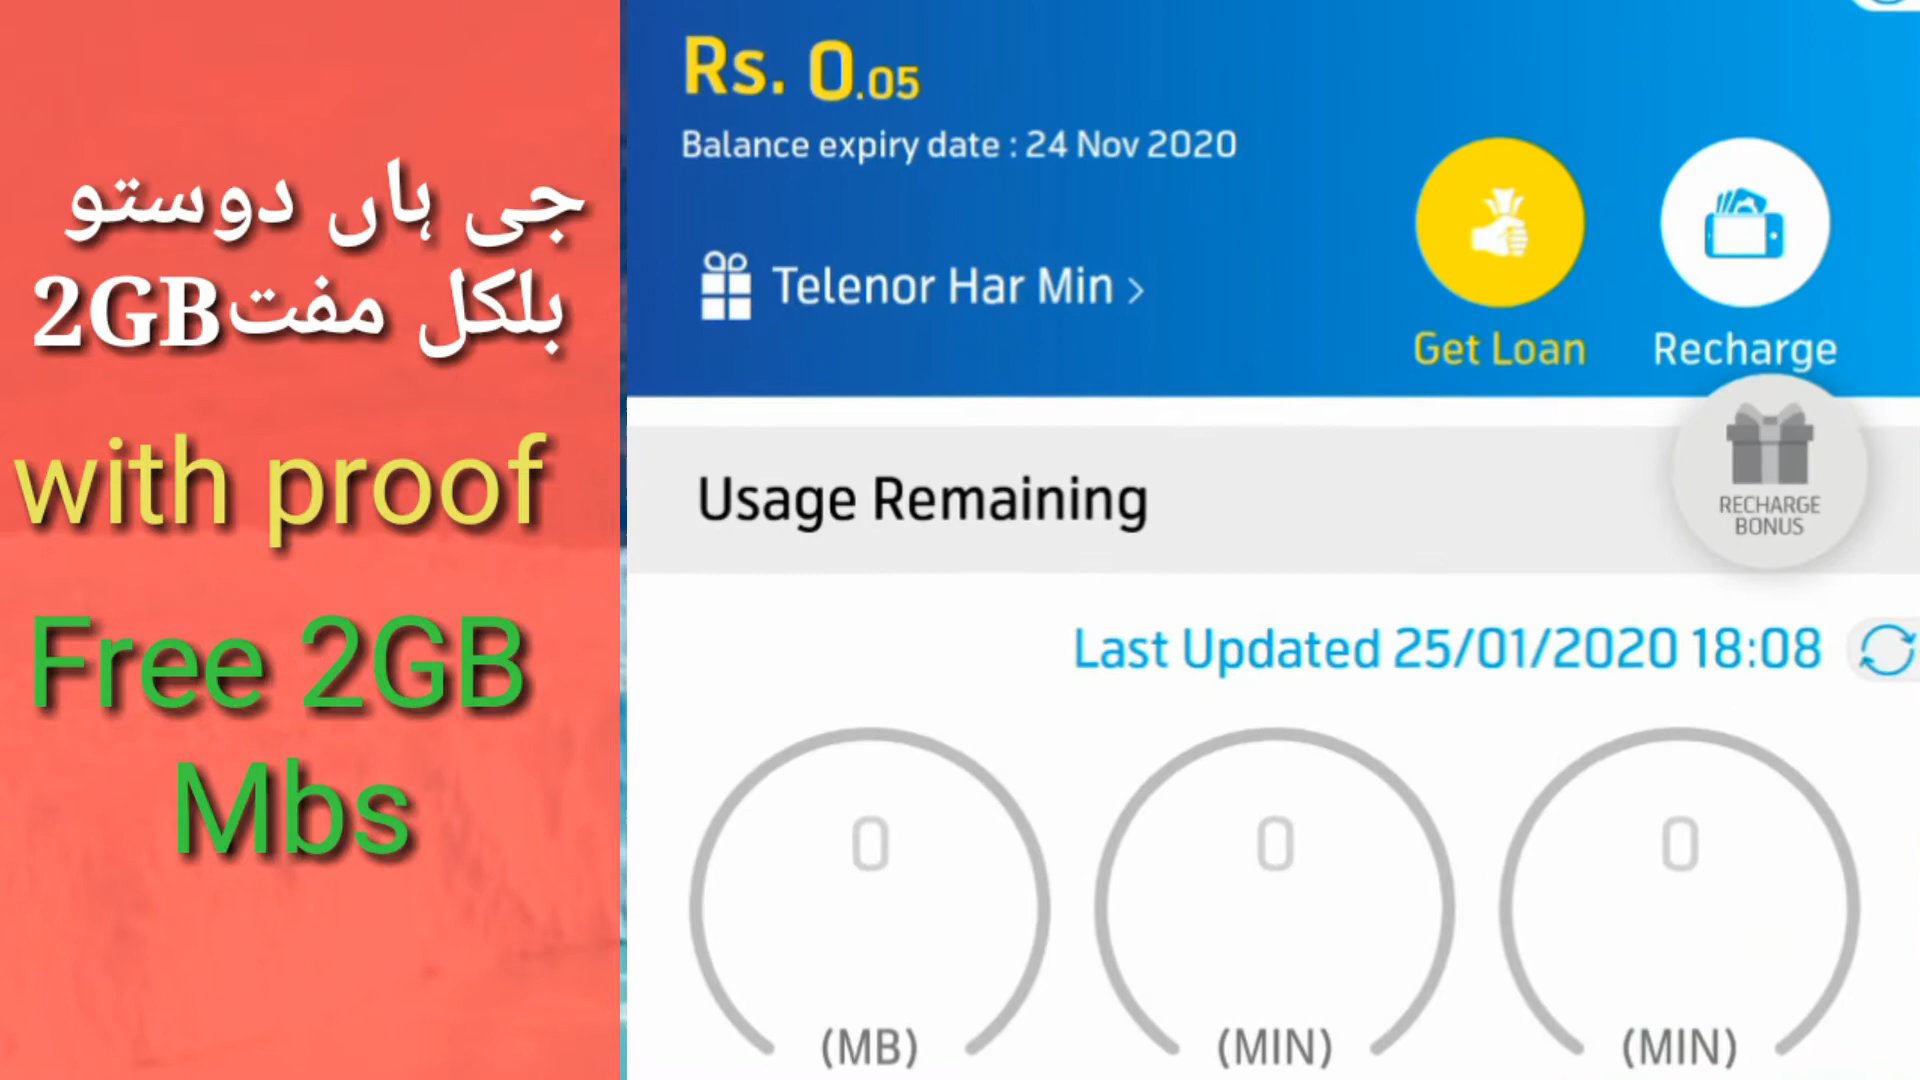 جی ہاں دوستو
بلکل مفت2GB
with proof
Free 2GB
Mbs
Rs. 0.05
Balance expiry date : 24 Nov 2020
Telenor Har Min >
Get Loan
Recharge
RECHARGE
BONUS
Usage Remaining
Last Updated 25/01/2020 18:08
0
(MB)
0
(MIN)
0
(MIN)